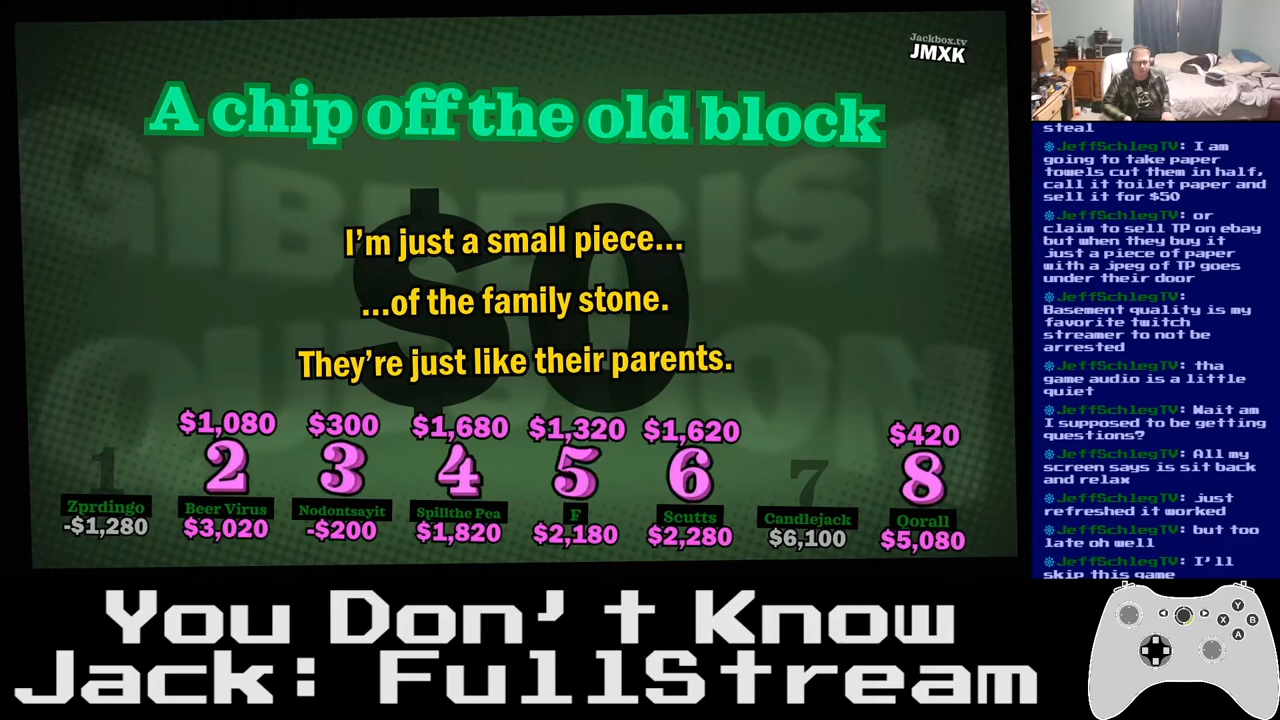 Jackbox.tv
JMXK
A chip off the old block
I'm just a small piece...
...of the family stone.
They're just like their parents.
$0
1
Zprdingo
-$1,280
$1,080
2
Beer Virus
$3,020
$300
3
Nodontsayit
-$200
$1,680
4
Spillthe Pea
$1,820
$1,320
5
F
$2,180
$1,620
6
Scutts
$2,280
7
Candlejack
$6,100
$420
8
Qorall
$5,080
steal
JeffSchlegTV: I am
going to take paper
towels cut them in half,
call it toilet paper and
sell it for $50
JeffSchlegTV: or
claim to sell TP on ebay
but when they buy it
just a piece of paper
with a jpeg of TP goes
under their door
JeffSchlegTV:
Basement quality is my
favorite twitch
streamer to not be
arrested
JeffSchlegTV: tha
game audio is a little
quiet
JeffSchlegTV: Wait am
I supposed to be getting
questions?
JeffSchlegTV: All my
screen says is sit back
and relax
JeffSchlegTV: just
refreshed it worked
JeffSchlegTV: but too
late oh well
JeffSchlegTV: I'll
skip this game
You Don't Know
Jack: FullStream
Y
X
B
A